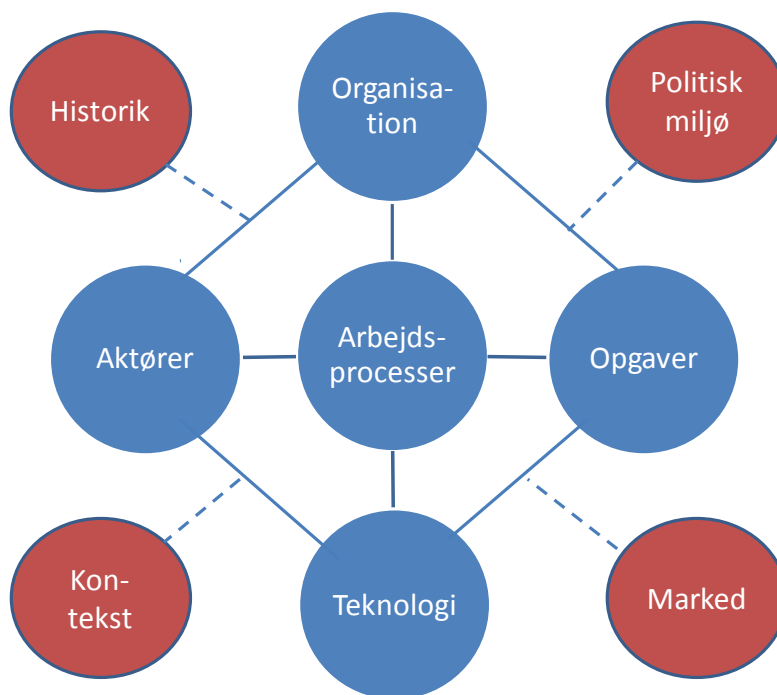 Organisa-
tion
Historik
Politisk
miljø
Aktører
Arbejds-
processer
Opgaver
Kon-
tekst
Teknologi
Marked